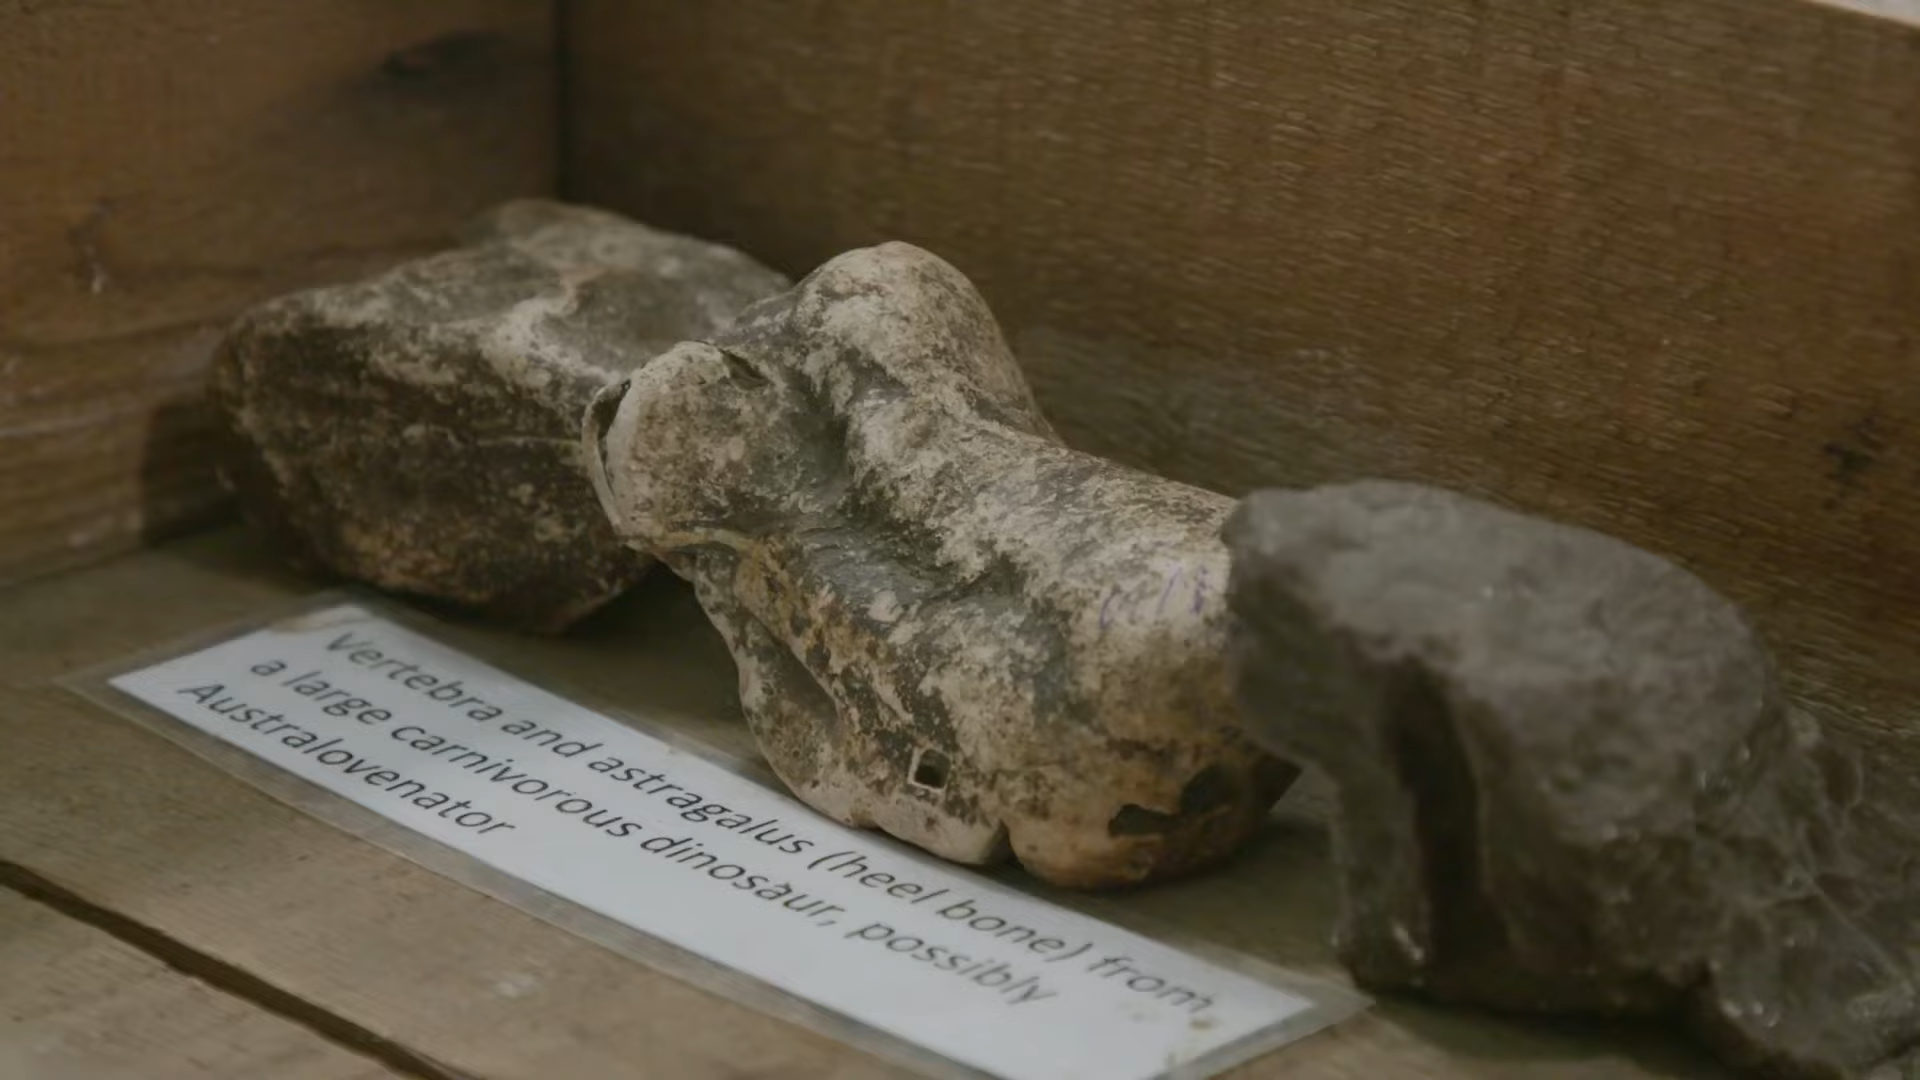 Vertebra and astragalus (heel bone) from
a large carnivorous dinosaur, possibly
Australovenator